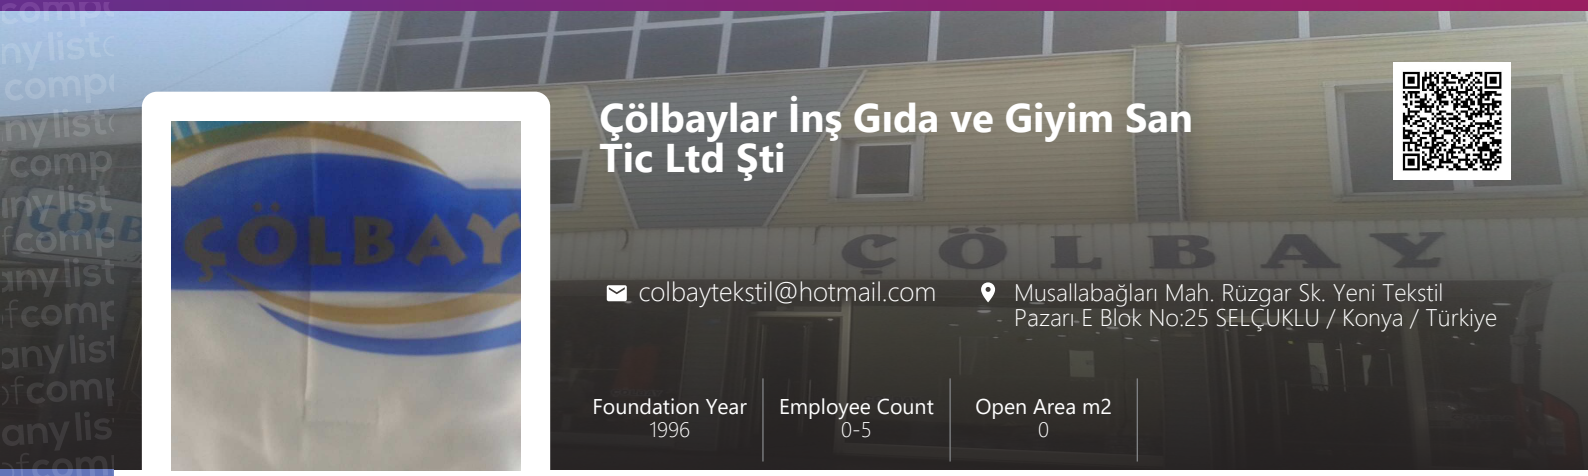 Çölbaylar İnş Gıda ve Giyim San
Tic Ltd Şti
ÇÖLBAY
ÇÖLBAY
colbaytekstil@hotmail.com
Musallabağları Mah. Rüzgar Sk. Yeni Tekstil
Pazarı E Blok No:25 SELÇUKLU / Konya / Türkiye
Foundation Year
1996
Employee Count
0-5
Open Area m2
0